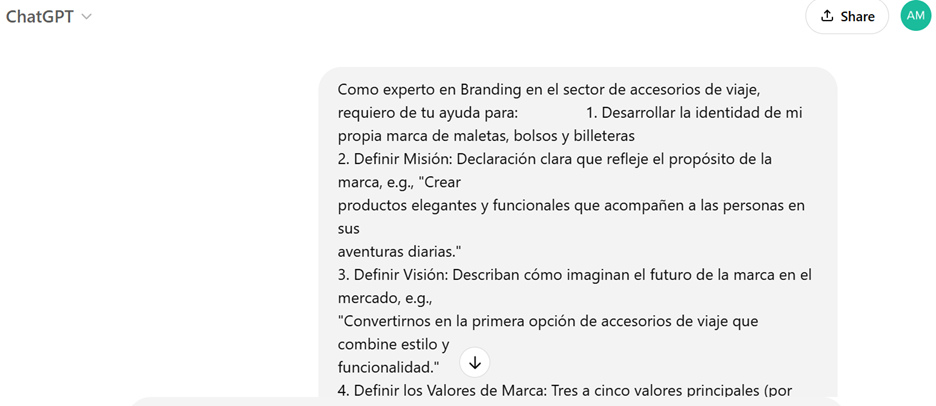 ChatGPT
Share
AM
Como experto en Branding en el sector de accesorios de viaje,
requiero de tu ayuda para: 1. Desarrollar la identidad de mi
propia marca de maletas, bolsos y billeteras
2. Definir Misión: Declaración clara que refleje el propósito de la
marca, e.g., "Crear
productos elegantes y funcionales que acompañen a las personas en
sus
aventuras diarias."
3. Definir Visión: Describan cómo imaginan el futuro de la marca en el
mercado, e.g.,
"Convertirnos en la primera opción de accesorios de viaje que
combine estilo y
funcionalidad."
4. Definir los Valores de Marca: Tres a cinco valores principales (por